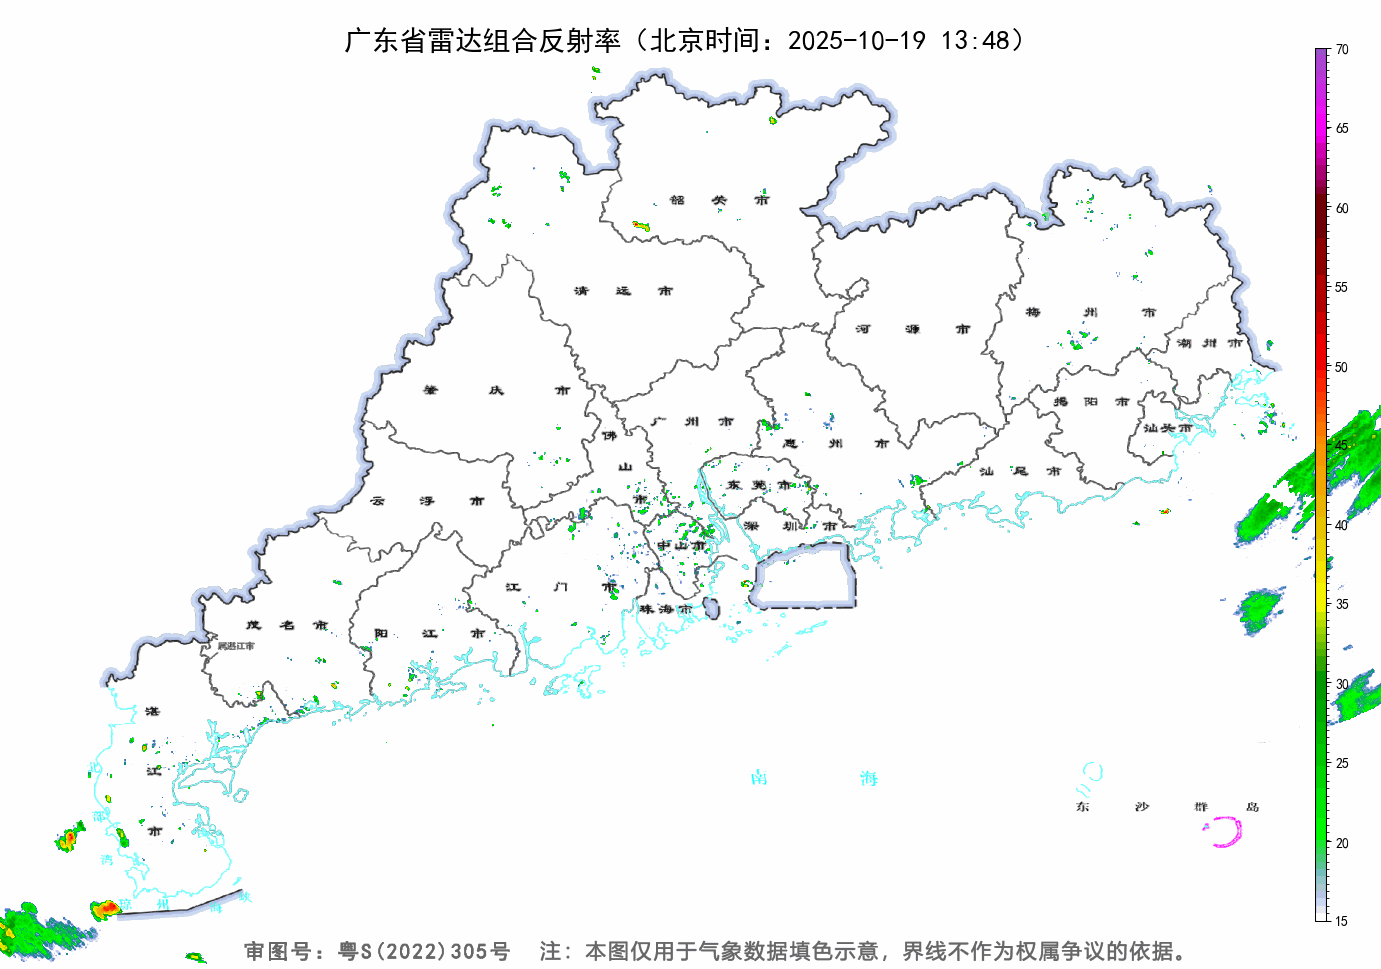 广东省雷达组合反射率（北京时间：2025-10-19 13:48）
70
65
60
55
50
45
40
35
30
25
20
15
韶关市
清远市
梅州市
河源市
潮州市
肇庆市
揭阳市
广州市
汕头市
佛山市
惠州市
汕尾市
东莞市
云浮市
深圳市
中山市
江门市
珠海市
茂名市
阳江市
属湛江市
湛江市
北部湾
南海
东沙群岛
琼州海峡
审图号：粤S(2022)305号 注：本图仅用于气象数据填色示意，界线不作为权属争议的依据。